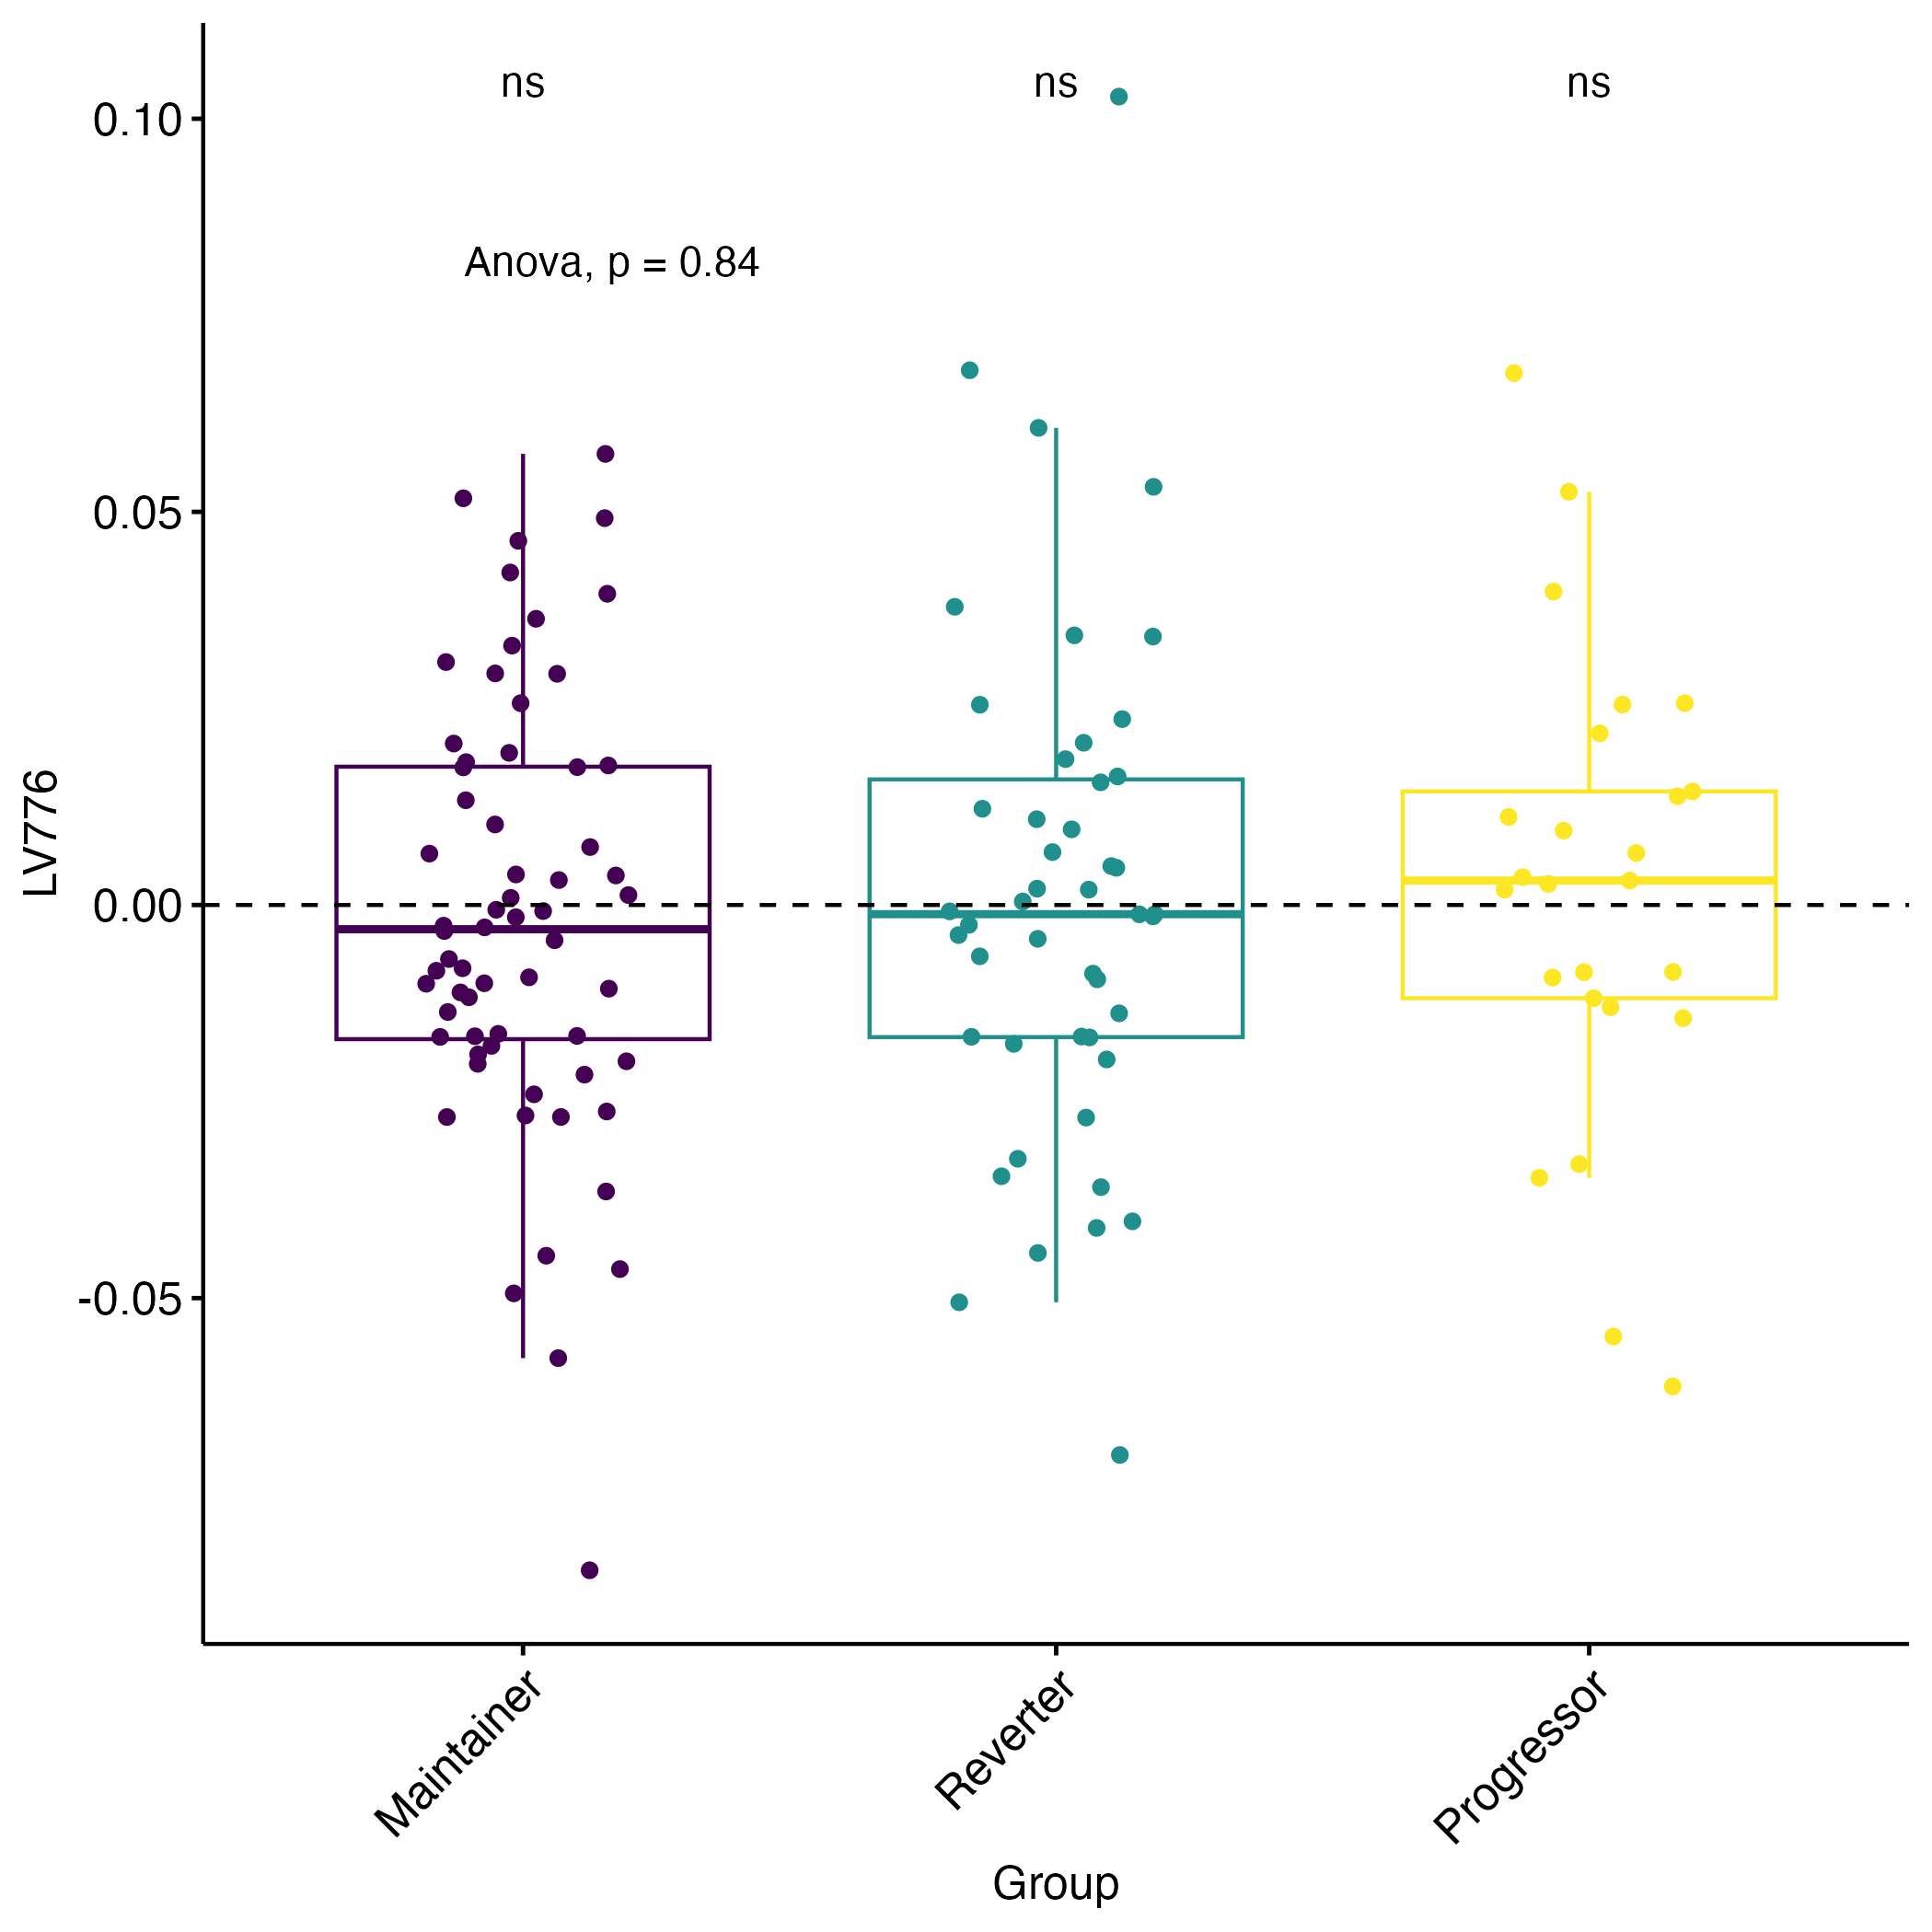 ns ns ns
Anova, p = 0.84
0.10
0.05
0.00
-0.05
LV776
Maintainer
Reverter
Progressor
Group